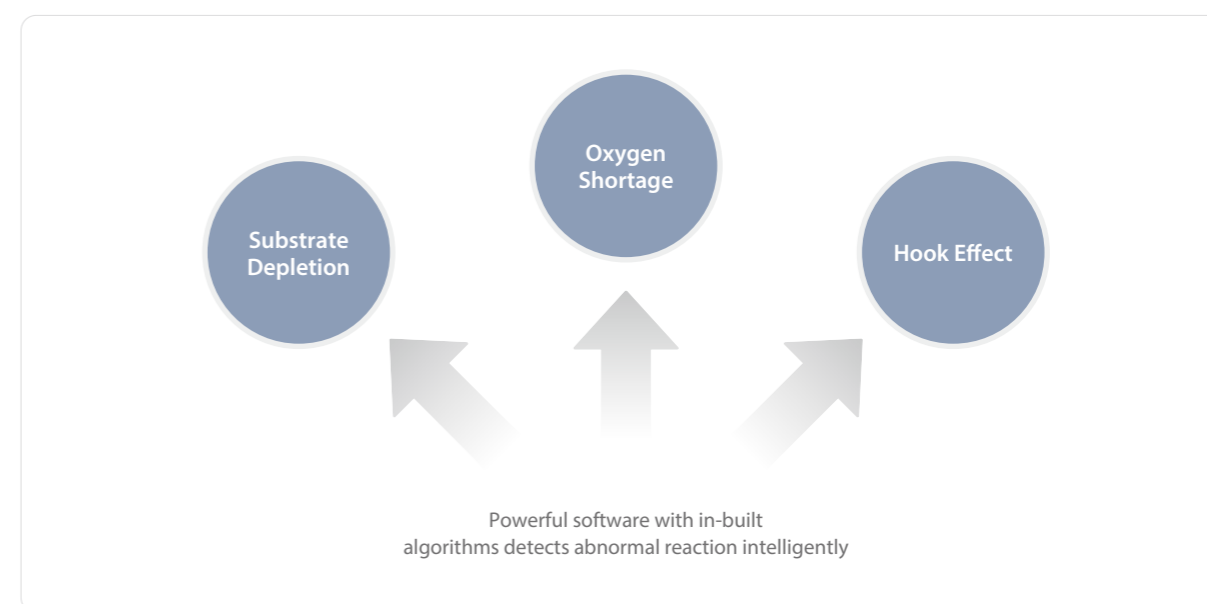 Oxygen
Shortage
Substrate
Depletion
Hook Effect
Powerful software with in-built
algorithms detects abnormal reaction intelligently